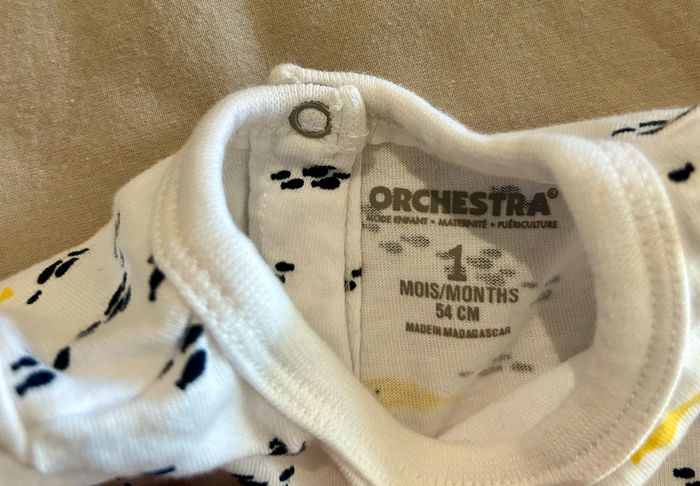 ORCHESTRA®
MODE ENFANT • MATERNITÉ • PUÉRICULTURE
1
MOIS/MONTHS
54 CM
MADE IN MADAGASCAR